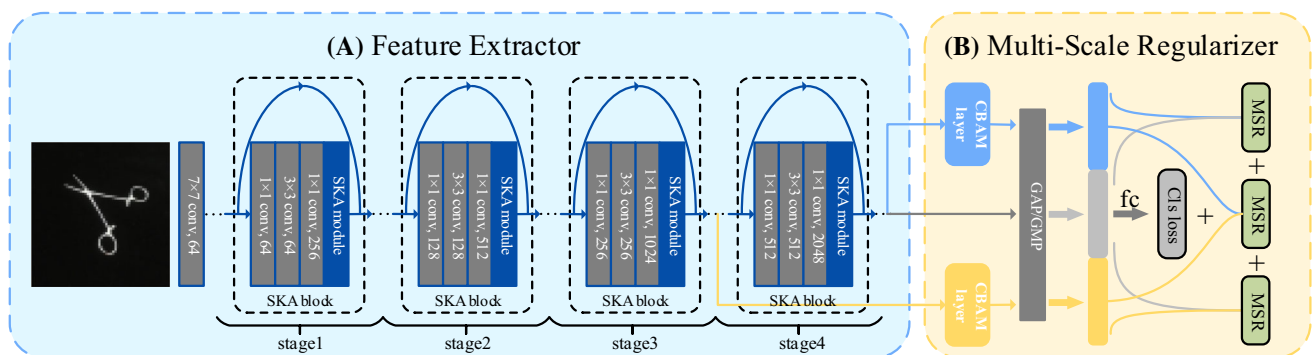 (A) Feature Extractor
(B) Multi-Scale Regularizer
7×7 conv, 64
1×1 conv, 64
3×3 conv, 64
1×1 conv, 256
SKA module
SKA block
stage1
1×1 conv, 128
3×3 conv, 128
1×1 conv, 512
SKA module
SKA block
stage2
1×1 conv, 256
3×3 conv, 256
1×1 conv, 1024
SKA module
SKA block
stage3
1×1 conv, 512
3×3 conv, 512
1×1 conv, 2048
SKA module
SKA block
stage4
CBAM
layer
CBAM
layer
GAP/GMP
fc
Cls loss
+
MSR
+
MSR
+
MSR